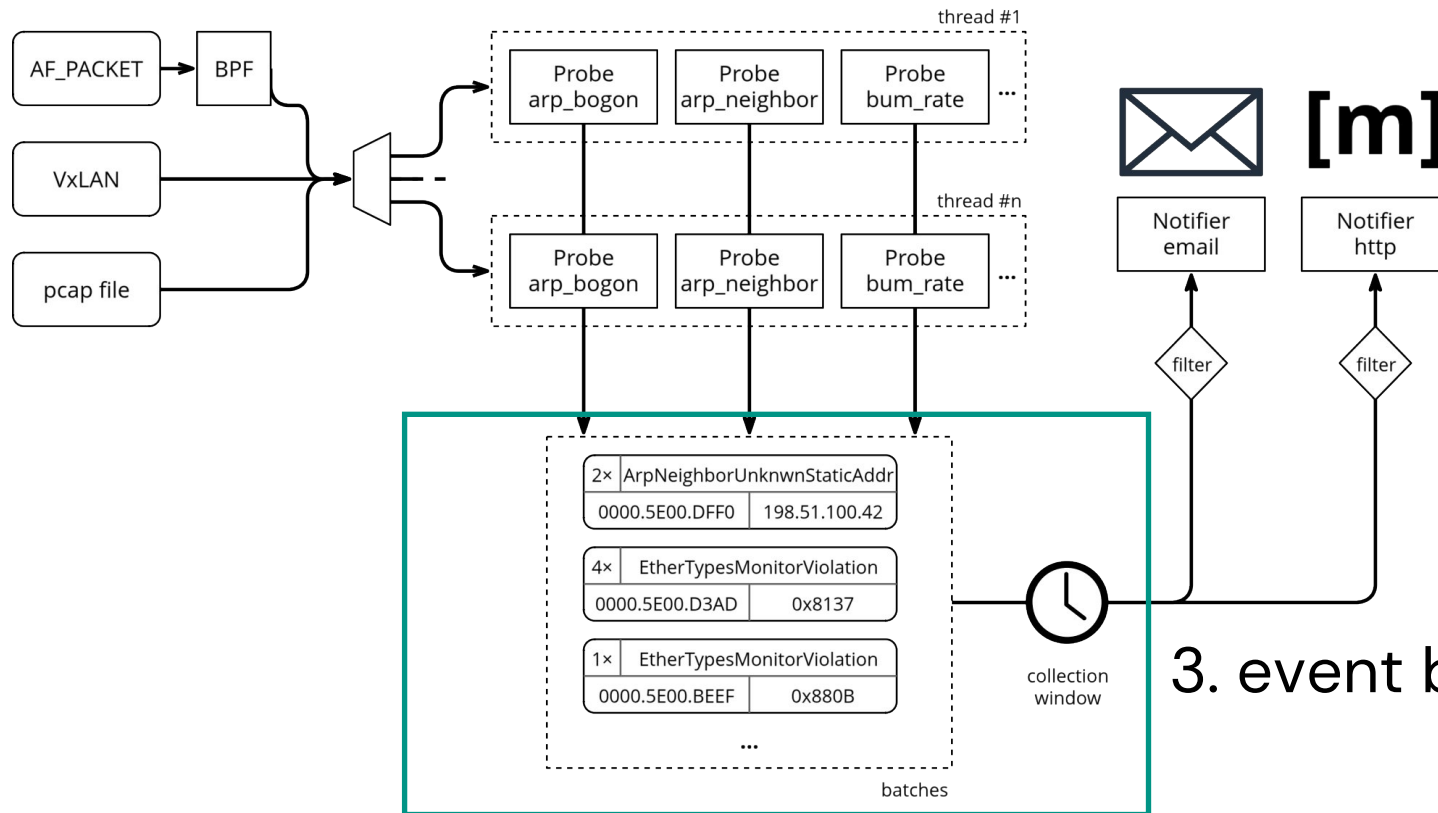 AF_PACKET
BPF
VxLAN
pcap file
thread #1
Probe
arp_bogon
Probe
arp_neighbor
Probe
bum_rate
...
thread #n
Probe
arp_bogon
Probe
arp_neighbor
Probe
bum_rate
...
[m]
Notifier
email
Notifier
http
filter
filter
2× ArpNeighborUnknwnStaticAddr
0000.5E00.DFF0 198.51.100.42
4× EtherTypesMonitorViolation
0000.5E00.D3AD 0x8137
1× EtherTypesMonitorViolation
0000.5E00.BEEF 0x880B
...
batches
collection
window
3. event b